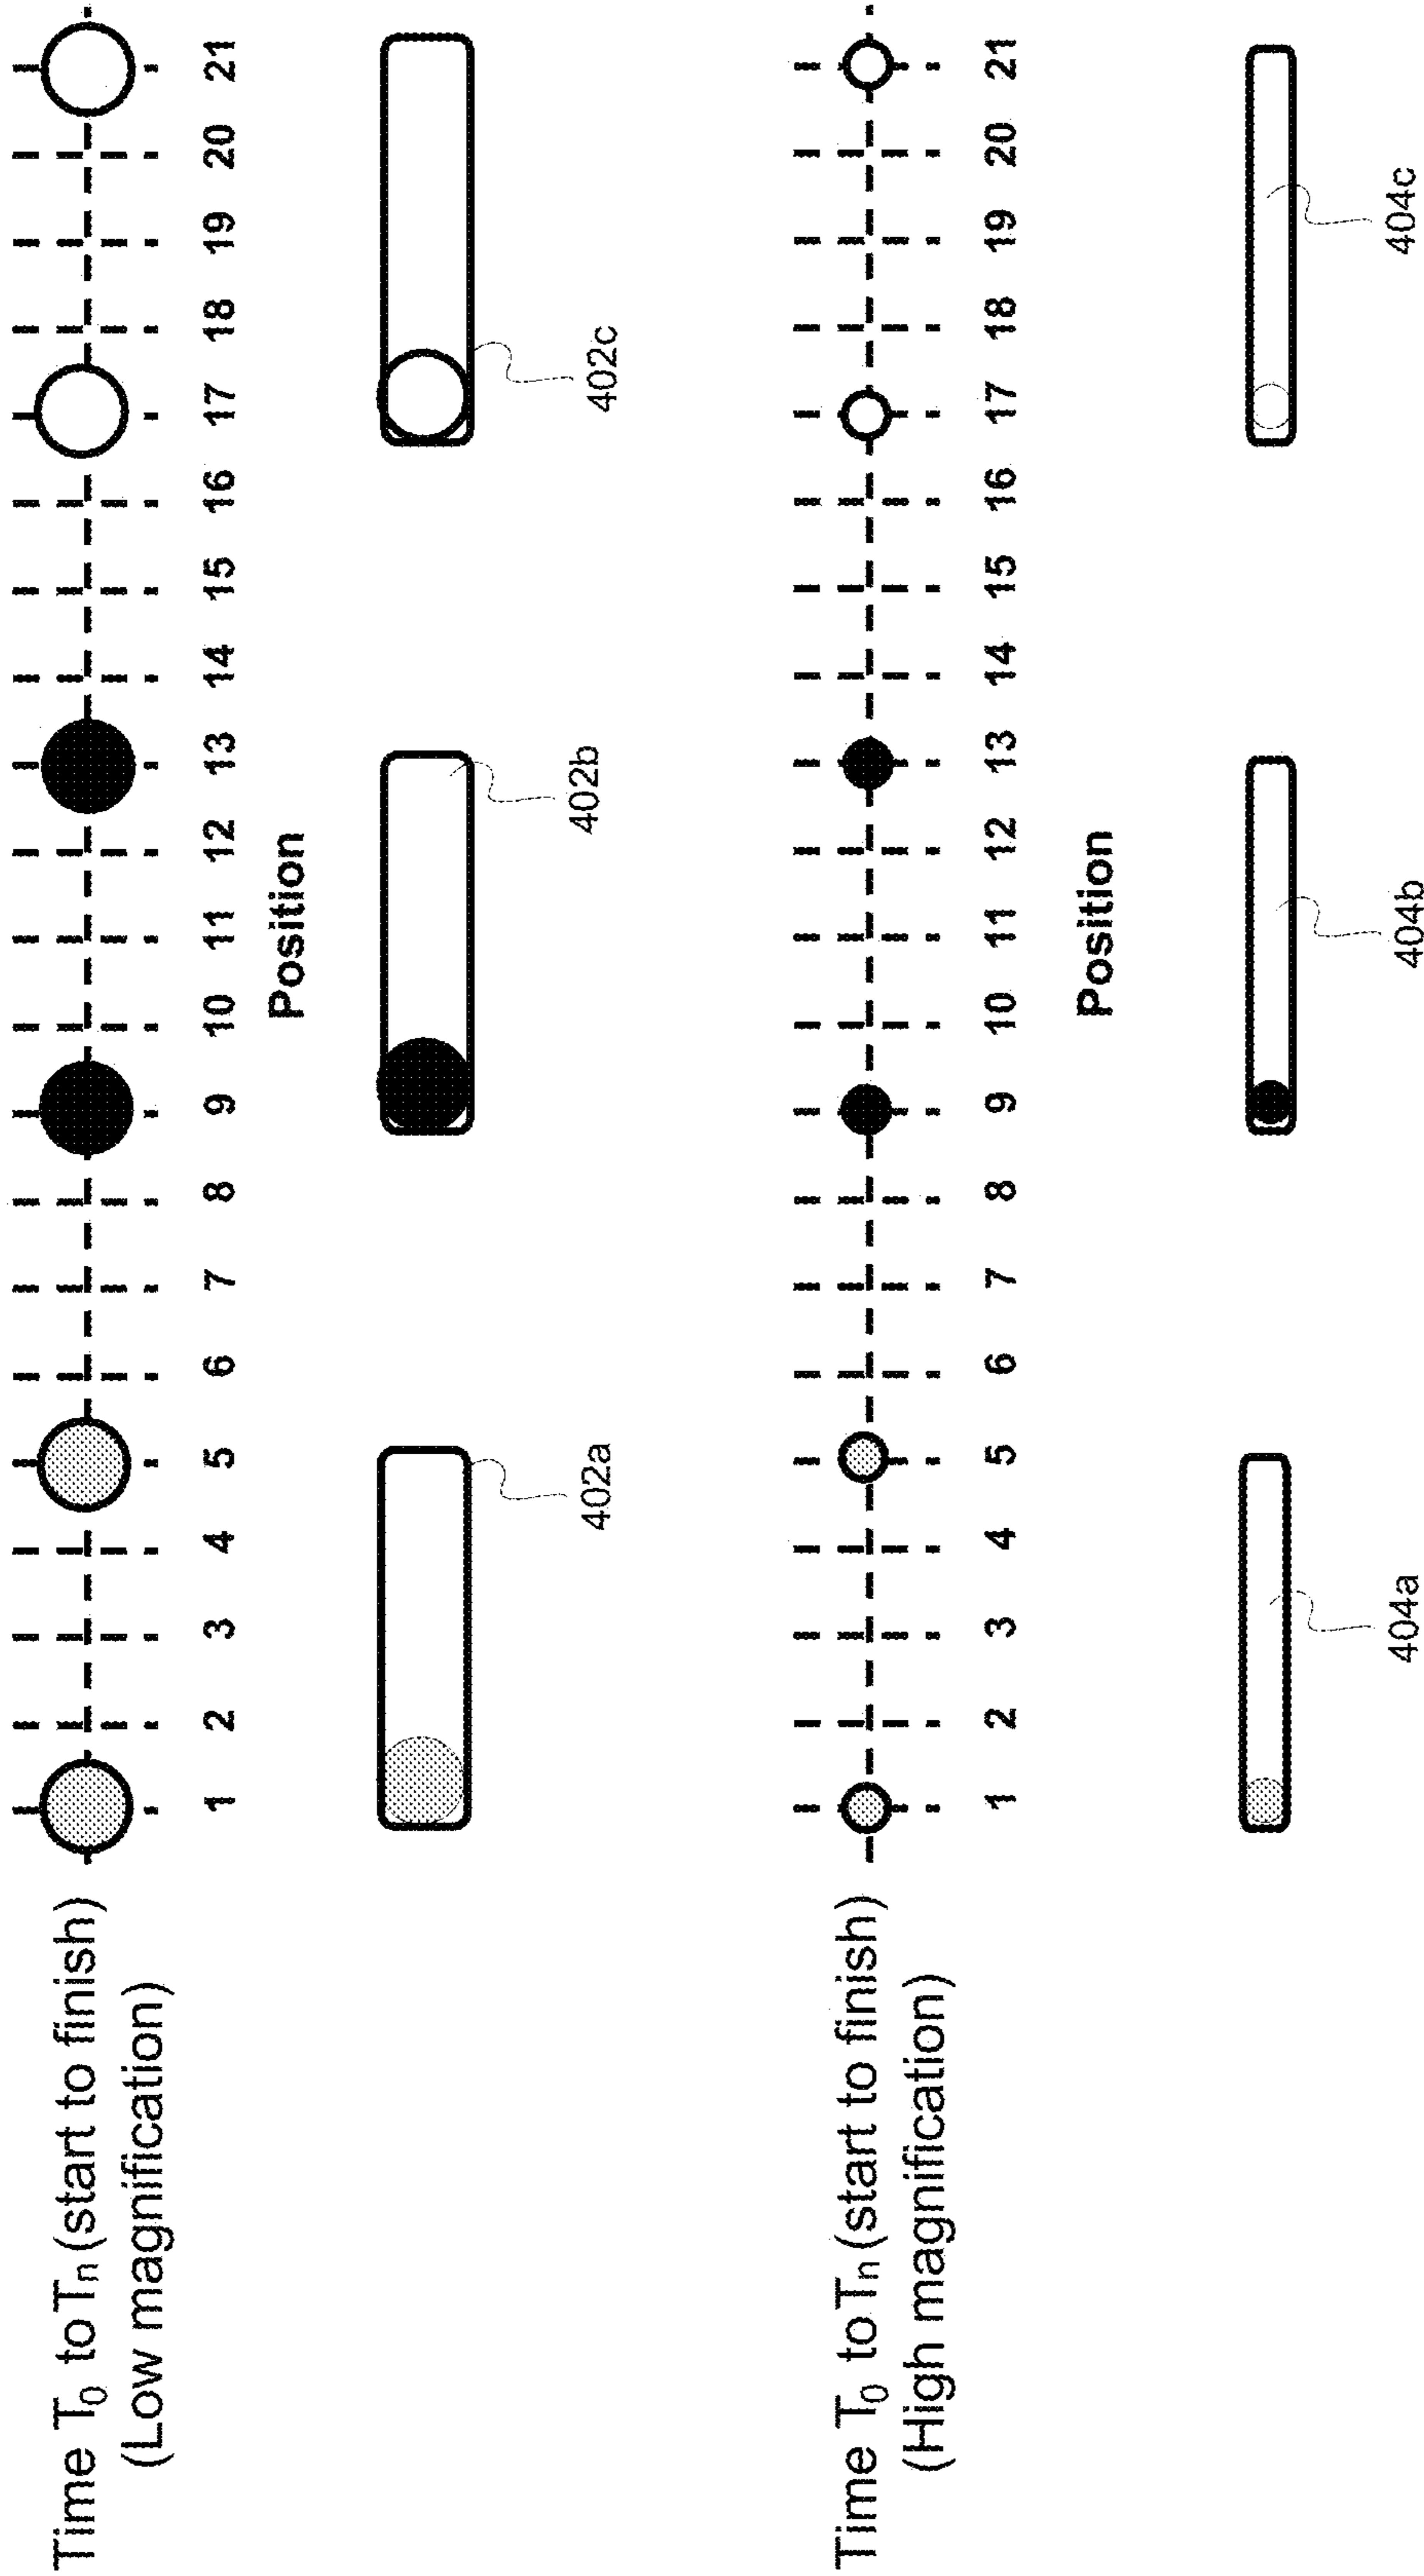 Time T₀ to Tₙ (start to finish)
(Low magnification)
1 2 3 4 5 6 7 8 9 10 11 12 13 14 15 16 17 18 19 20 21
Position
402a 402b 402c
Time T₀ to Tₙ (start to finish)
(High magnification)
1 2 3 4 5 6 7 8 9 10 11 12 13 14 15 16 17 18 19 20 21
Position
404a 404b 404c